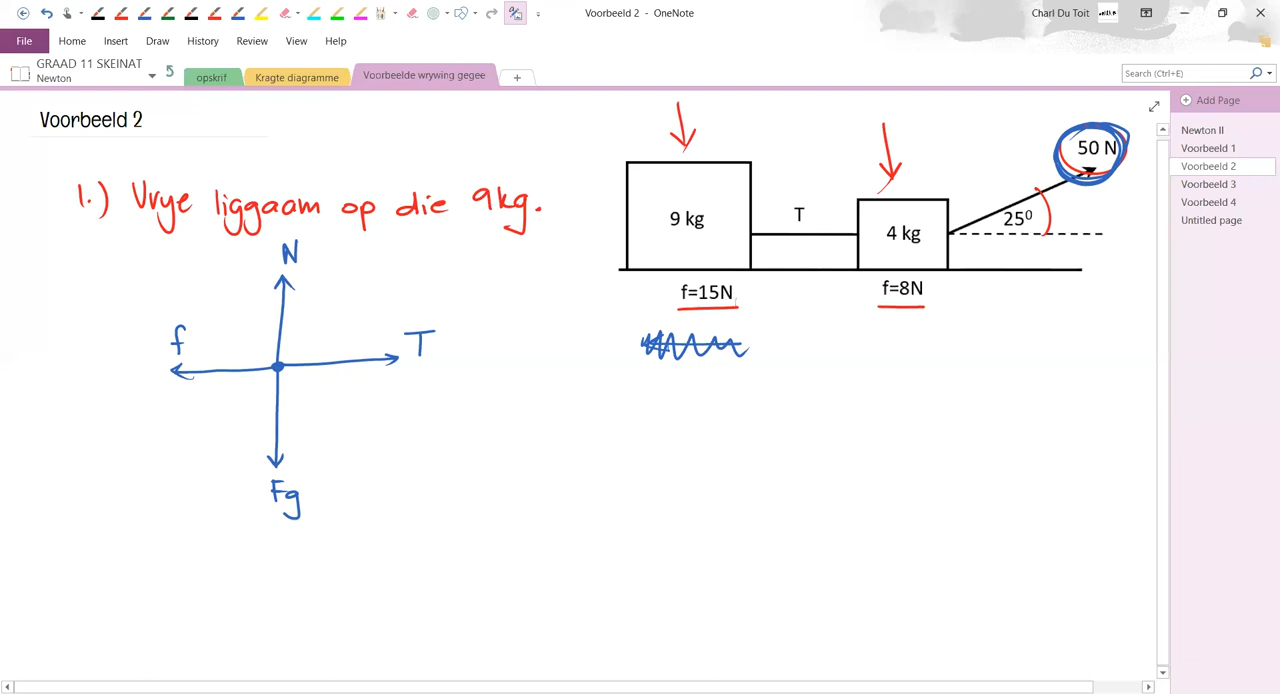 Voorbeeld 2 - OneNote
Charl Du Toit
File Home Insert Draw History Review View Help
GRAAD 11 SKEINAT
Newton
opskrif
Kragte diagramme
Voorbeelde wrywing gegee
Search (Ctrl+E)
Voorbeeld 2
1.) Vrye liggaam op die 9kg.
N
f
T
Fg
9 kg
T
4 kg
50 N
25⁰
f=15N
f=8N
Add Page
Newton II
Voorbeeld 1
Voorbeeld 2
Voorbeeld 3
Voorbeeld 4
Untitled page